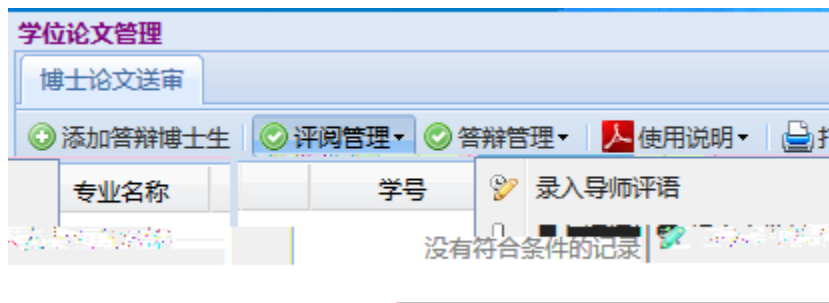 学位论文管理
博士论文送审
添加答辩博士生 评阅管理 答辩管理 使用说明
专业名称 学号 录入导师评语
没有符合条件的记录